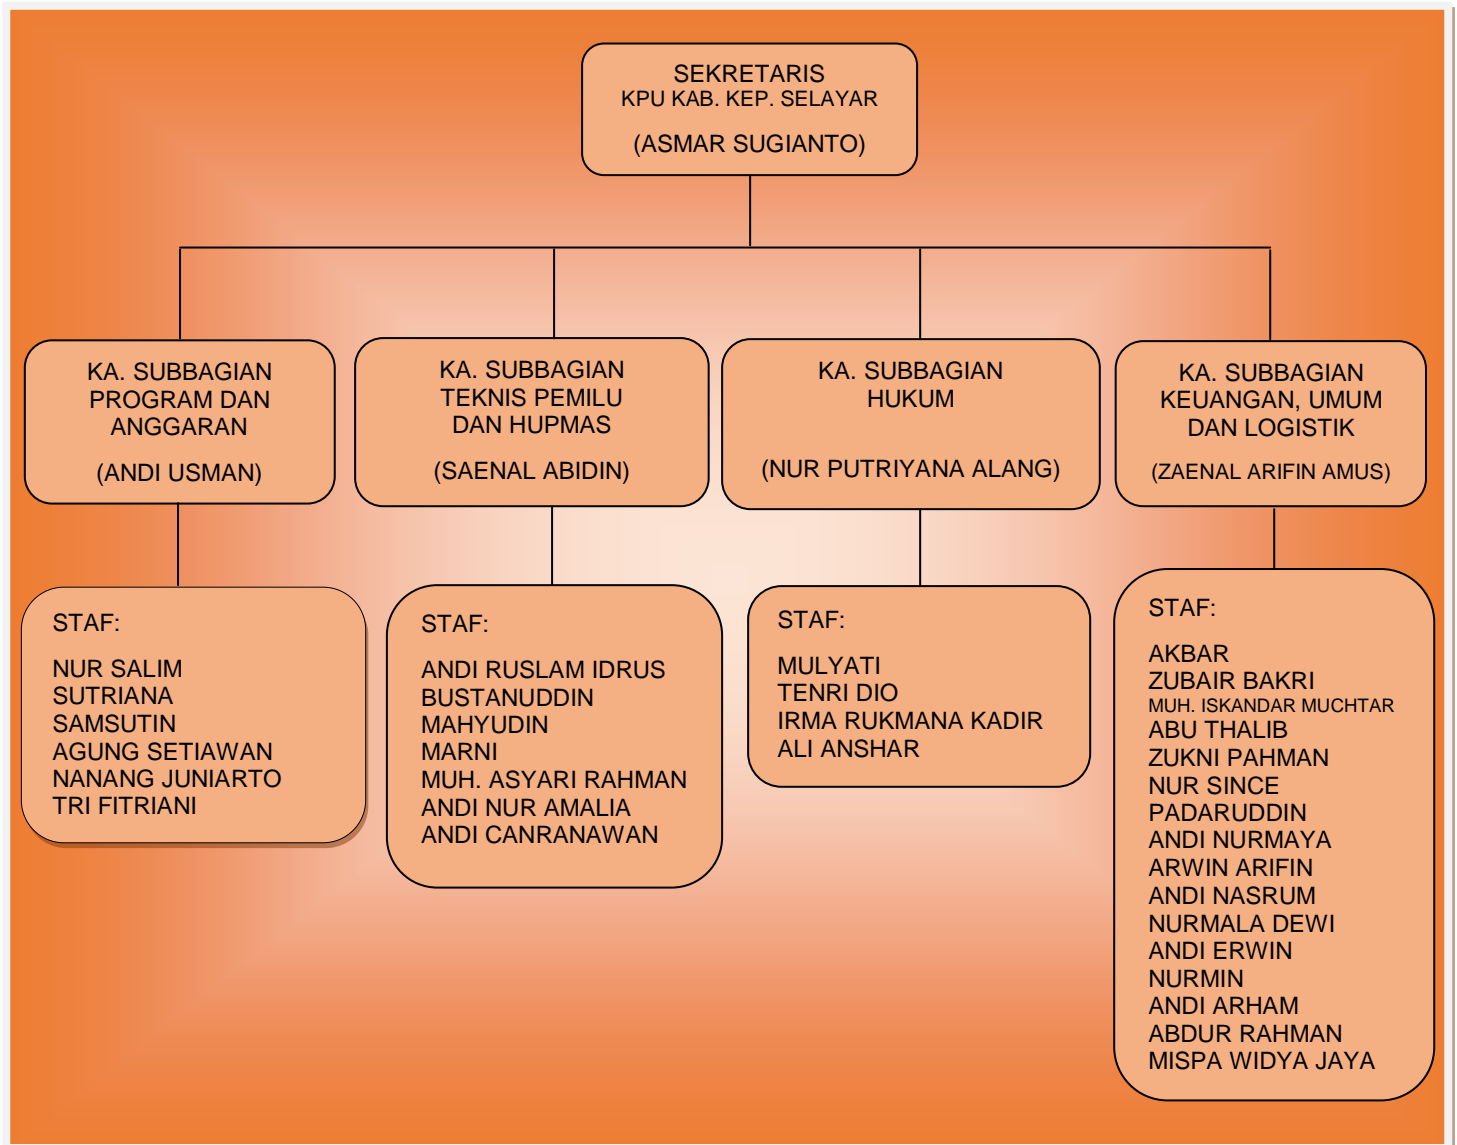 SEKRETARIS
KPU KAB. KEP. SELAYAR
(ASMAR SUGIANTO)
KA. SUBBAGIAN
PROGRAM DAN
ANGGARAN
(ANDI USMAN)
KA. SUBBAGIAN
TEKNIS PEMILU
DAN HUPMAS
(SAENAL ABIDIN)
KA. SUBBAGIAN
HUKUM
(NUR PUTRIYANA ALANG)
KA. SUBBAGIAN
KEUANGAN, UMUM
DAN LOGISTIK
(ZAENAL ARIFIN AMUS)
STAF:
NUR SALIM
SUTRIANA
SAMSUTIN
AGUNG SETIAWAN
NANANG JUNIARTO
TRI FITRIANI
STAF:
ANDI RUSLAM IDRUS
BUSTANUDDIN
MAHYUDIN
MARNI
MUH. ASYARI RAHMAN
ANDI NUR AMALIA
ANDI CANRANAWAN
STAF:
MULYATI
TENRI DIO
IRMA RUKMANA KADIR
ALI ANSHAR
STAF:
AKBAR
ZUBAIR BAKRI
MUH. ISKANDAR MUCHTAR
ABU THALIB
ZUKNI PAHMAN
NUR SINCE
PADARUDDIN
ANDI NURMAYA
ARWIN ARIFIN
ANDI NASRUM
NURMALA DEWI
ANDI ERWIN
NURMIN
ANDI ARHAM
ABDUR RAHMAN
MISPA WIDYA JAYA